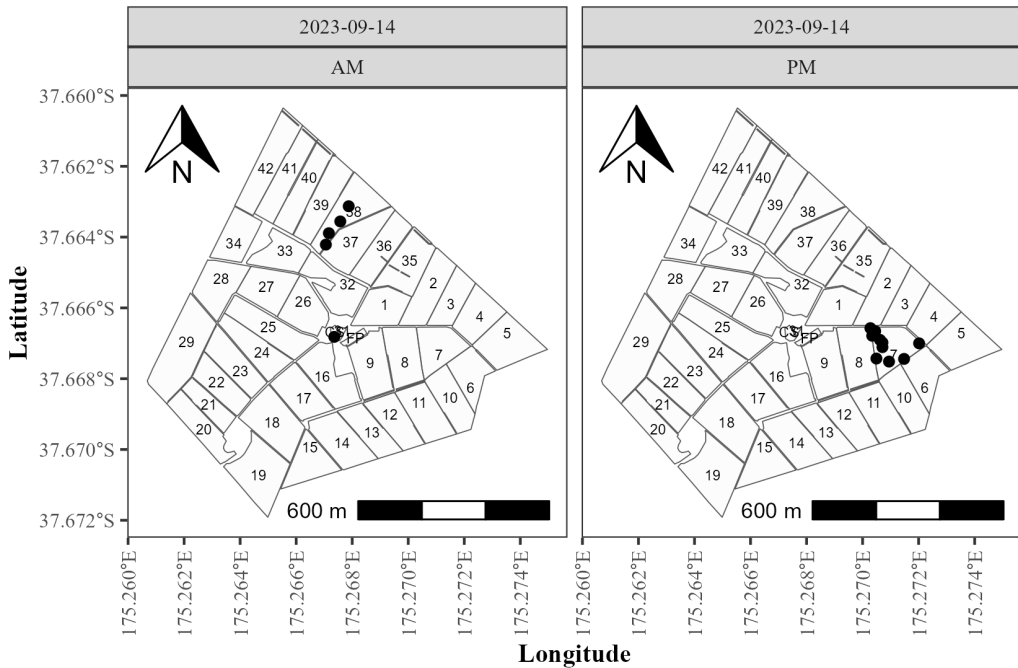 2023-09-14 2023-09-14
AM PM
37.660°S
37.662°S
37.664°S
37.666°S
37.668°S
37.670°S
37.672°S
Latitude
N
42 41 40 39 38
34 33 37 36 35
28 27 26 32 2
1 3 4 5
29 25 24 CS FP
23 22 21 20
16 9 8 7 6
17 18 19
15 14 13 12 11 10
600 m
N
42 41 40 39 38
34 33 37 36 35
28 27 26 32 2
1 3 4 5
29 25 24 CS FP
23 22 21 20
16 9 8 7 6
17 18 19
15 14 13 12 11 10
600 m
175.260°E 175.262°E 175.264°E 175.266°E 175.268°E 175.270°E 175.272°E 175.274°E
175.260°E 175.262°E 175.264°E 175.266°E 175.268°E 175.270°E 175.272°E 175.274°E
Longitude